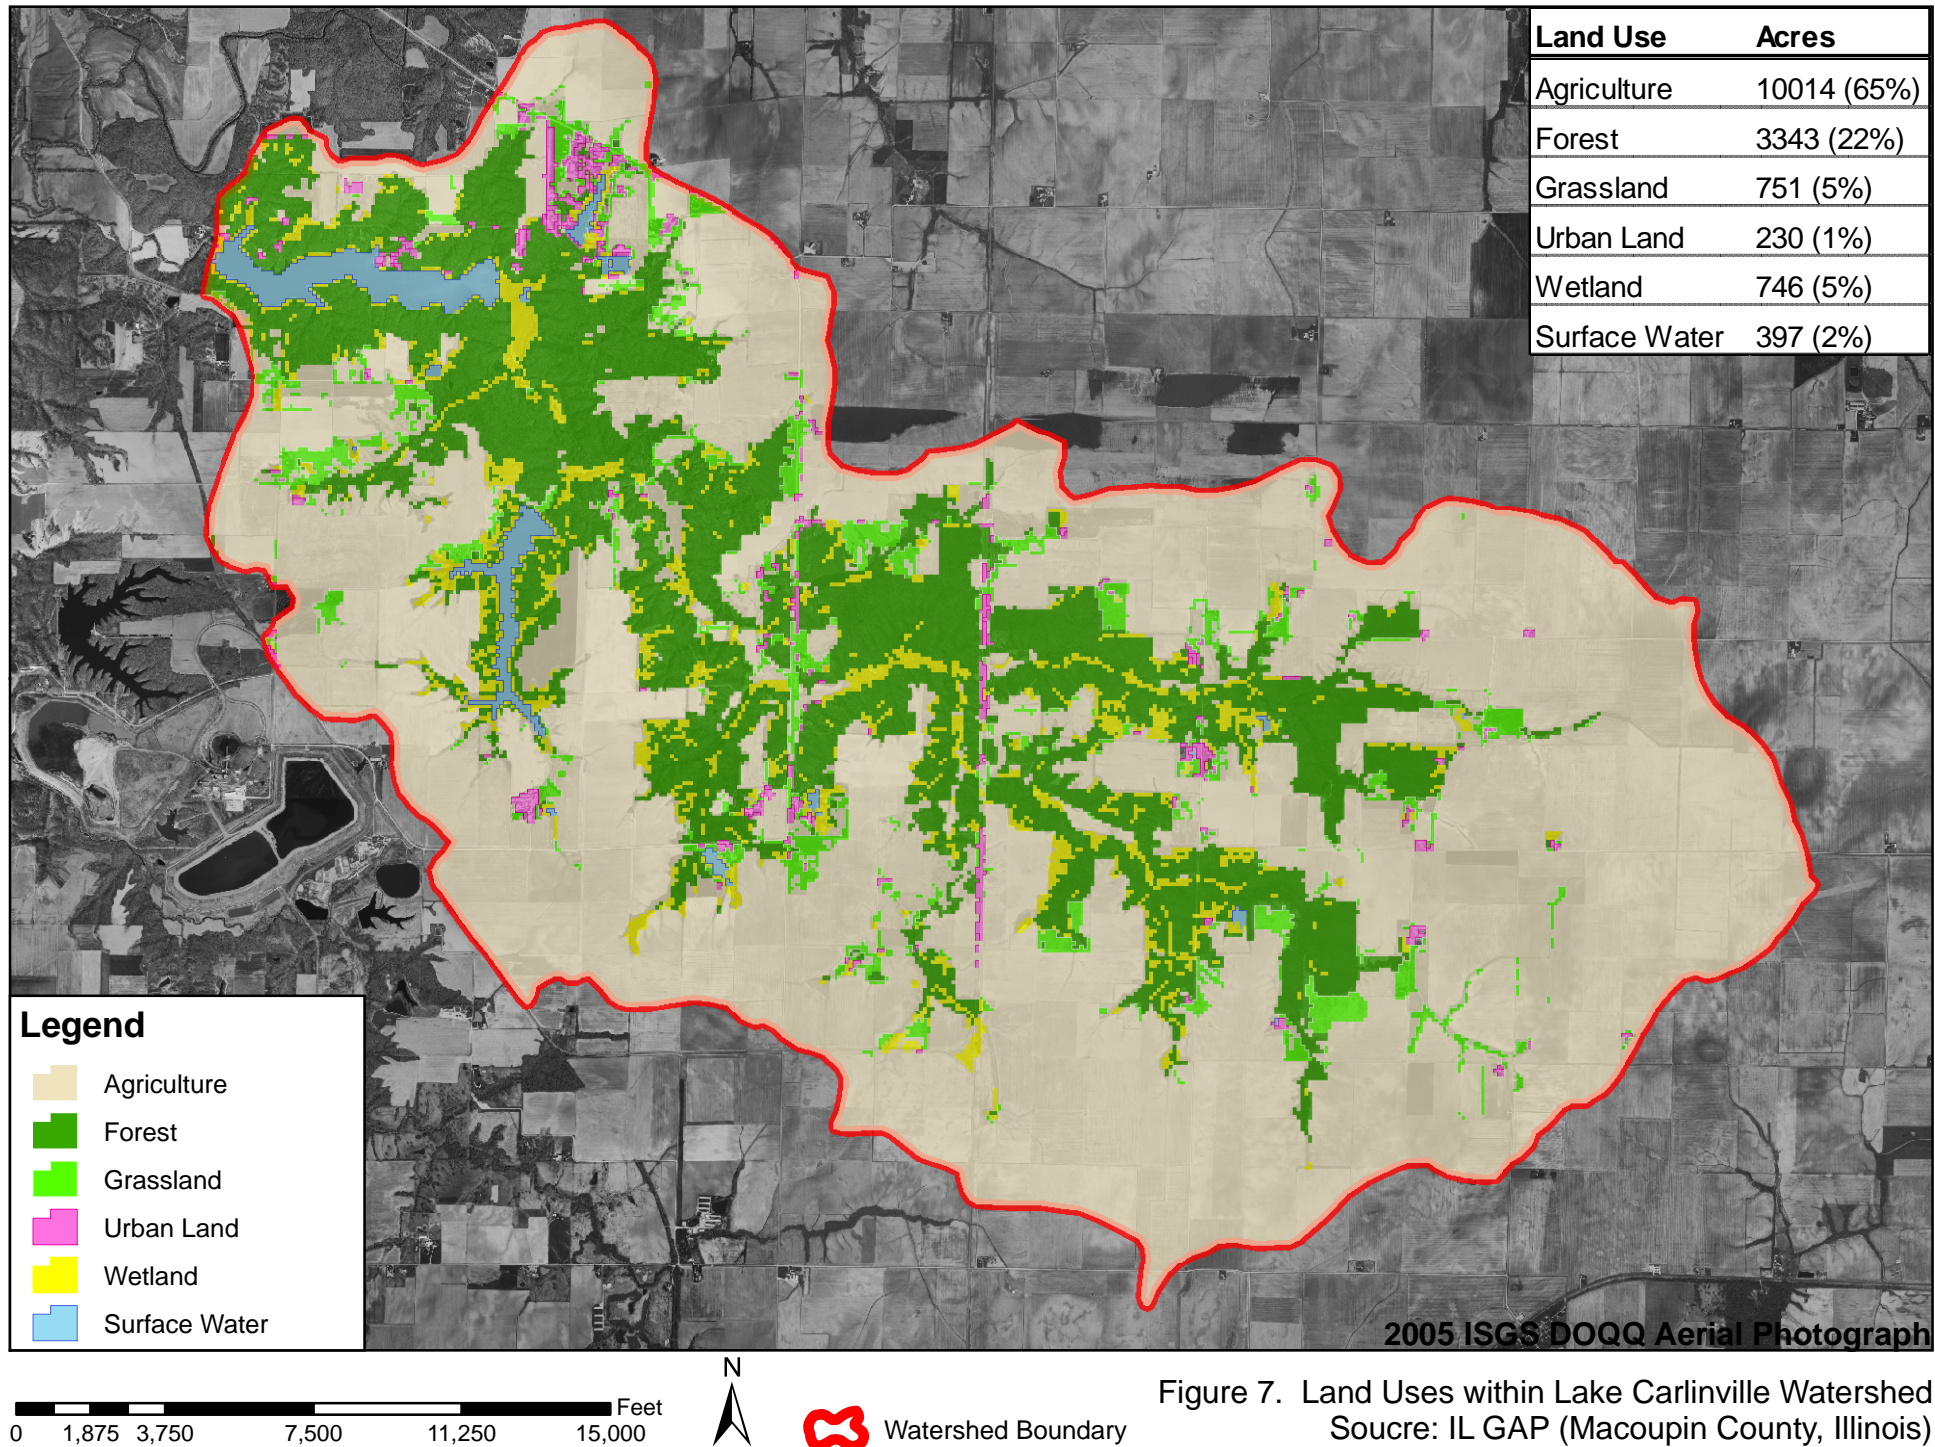 Land Use Acres
Agriculture 10014 (65%)
Forest 3343 (22%)
Grassland 751 (5%)
Urban Land 230 (1%)
Wetland 746 (5%)
Surface Water 397 (2%)
Legend
Agriculture
Forest
Grassland
Urban Land
Wetland
Surface Water
2005 ISGS DOQQ Aerial Photograph
Feet
0 1,875 3,750 7,500 11,250 15,000
N
Watershed Boundary
Figure 7. Land Uses within Lake Carlinville Watershed
Soucre: IL GAP (Macoupin County, Illinois)